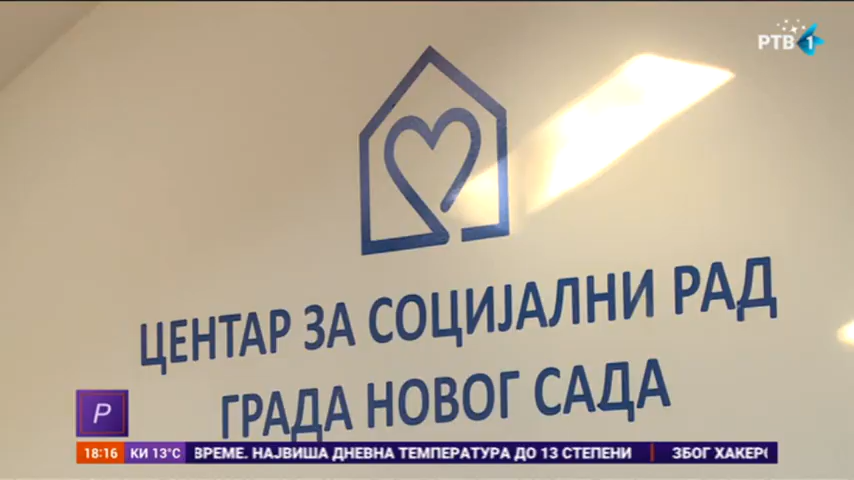 РТВ 1
ЦЕНТАР ЗА СОЦИЈАЛНИ РАД
ГРАДА НОВОГ САДА
Р
18:16 КИ 13°C ВРЕМЕ. НАЈВИША ДНЕВНА ТЕМПЕРАТУРА ДО 13 СТЕПЕНИ ЗБОГ